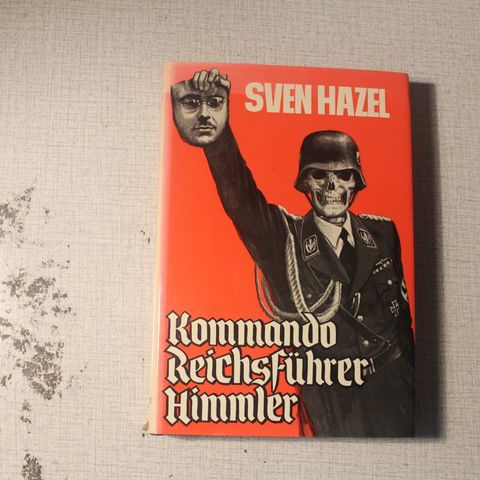 SVEN HAZEL
Kommando
Reichsführer
Himmler